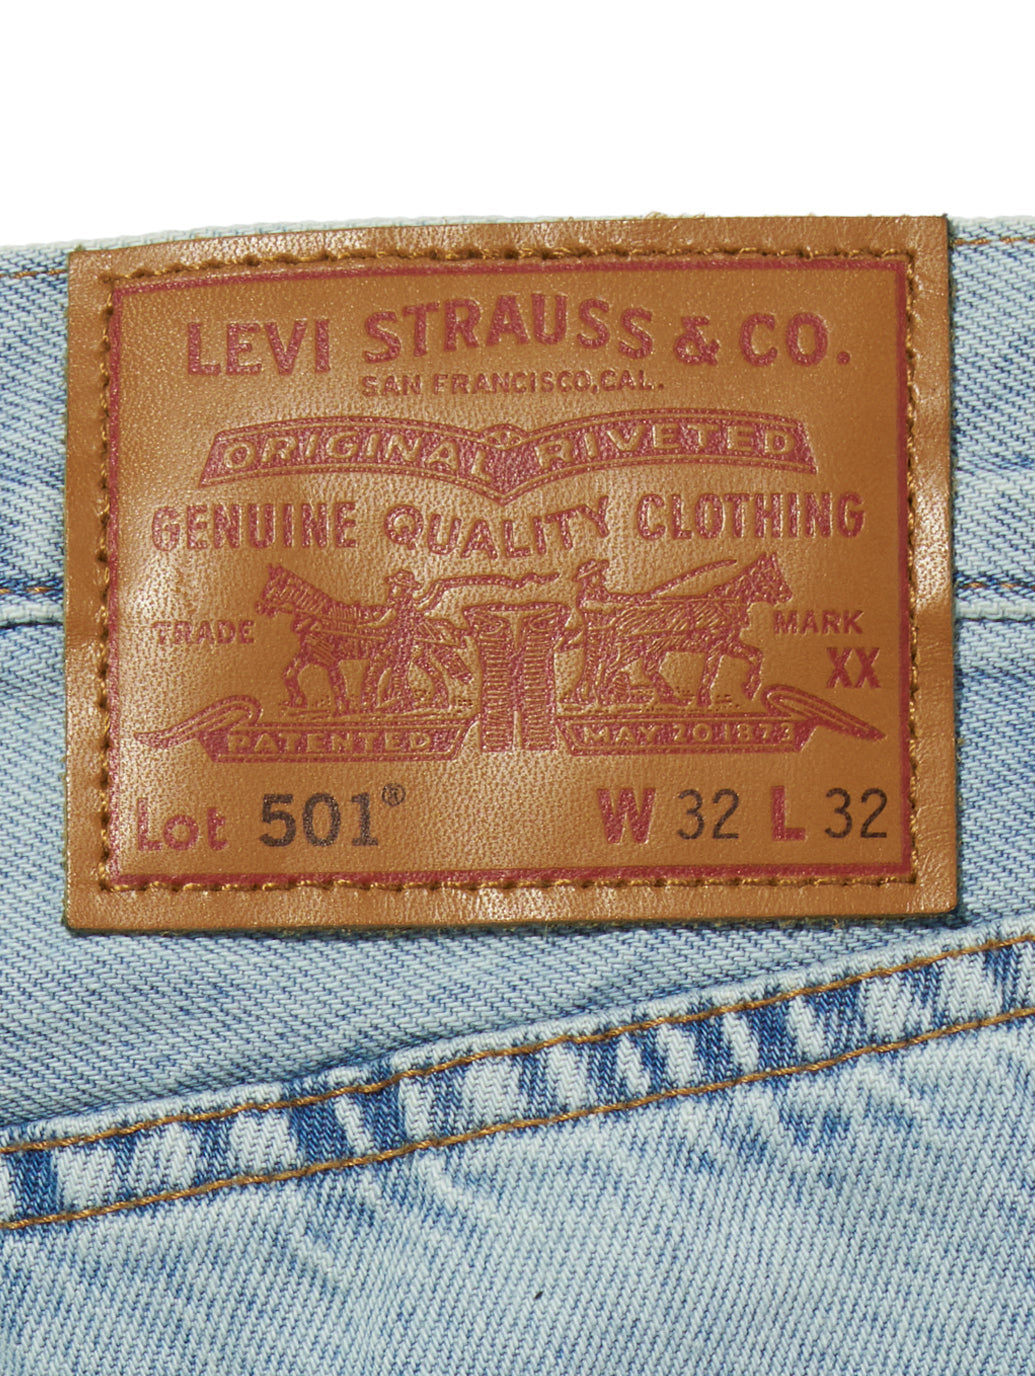 LEVI STRAUSS & CO.
SAN FRANCISCO, CAL.
ORIGINAL RIVETED
GENUINE QUALITY CLOTHING
TRADE MARK
XX
PATENTED MAY 20 1873
Lot 501® W 32 L 32